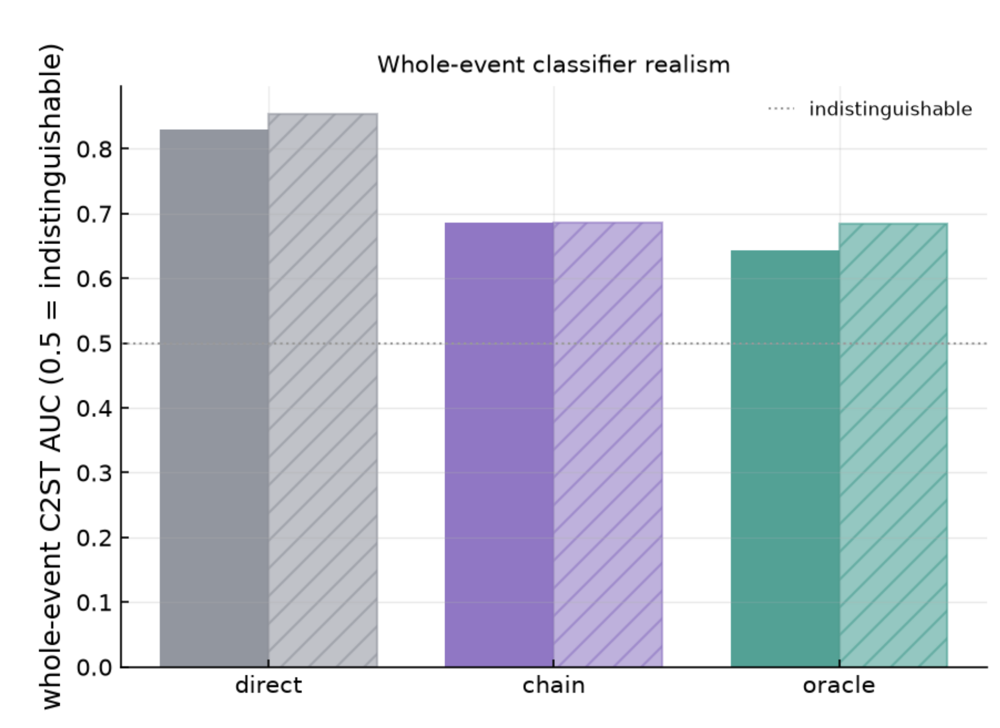 Whole-event classifier realism
indistinguishable
whole-event C2ST AUC (0.5 = indistinguishable)
0.8
0.7
0.6
0.5
0.4
0.3
0.2
0.1
0.0
direct
chain
oracle